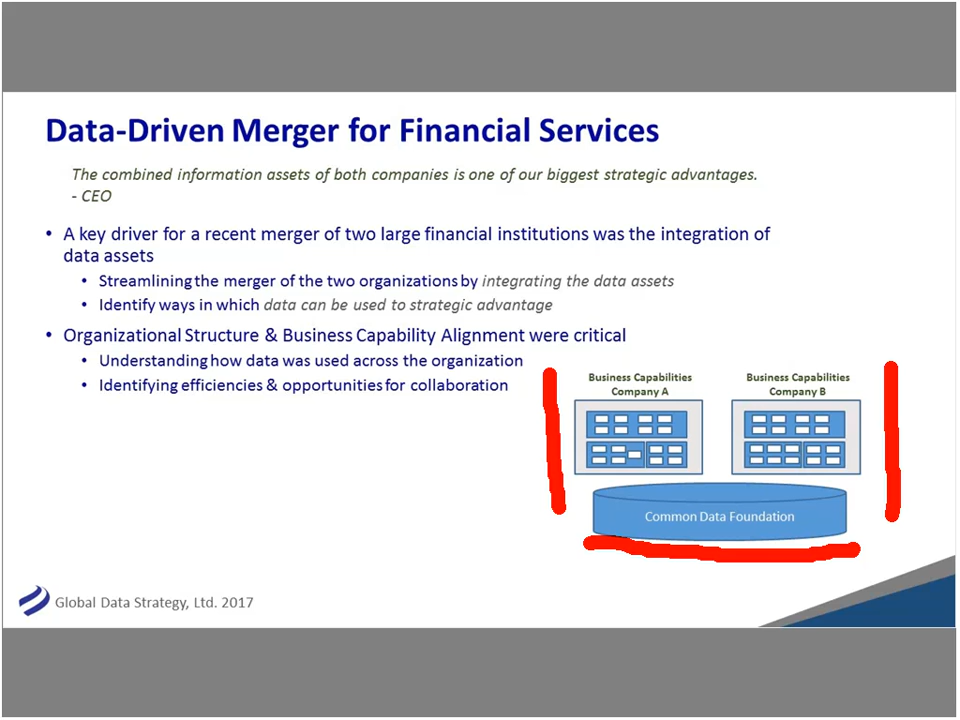 Data-Driven Merger for Financial Services
The combined information assets of both companies is one of our biggest strategic advantages.
- CEO
• A key driver for a recent merger of two large financial institutions was the integration of
data assets
• Streamlining the merger of the two organizations by integrating the data assets
• Identify ways in which data can be used to strategic advantage
• Organizational Structure & Business Capability Alignment were critical
• Understanding how data was used across the organization
• Identifying efficiencies & opportunities for collaboration
Business Capabilities
Company A
Business Capabilities
Company B
Common Data Foundation
Global Data Strategy, Ltd. 2017